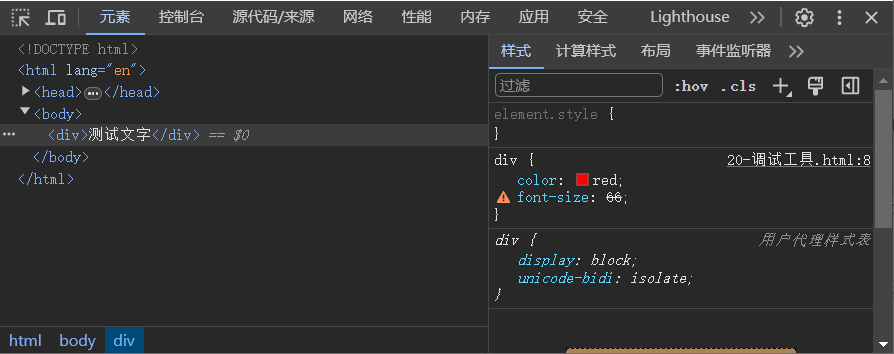 元素 控制台 源代码/来源 网络 性能 内存 应用 安全 Lighthouse
<!DOCTYPE html>
<html lang="en">
<head>…</head>
<body>
<div>测试文字</div> == $0
</body>
</html>
html body div
样式 计算样式 布局 事件监听器
过滤 :hov .cls
element.style {
}
div { 20-调试工具.html:8
color: red;
font-size: 66;
}
div { 用户代理样式表
display: block;
unicode-bidi: isolate;
}